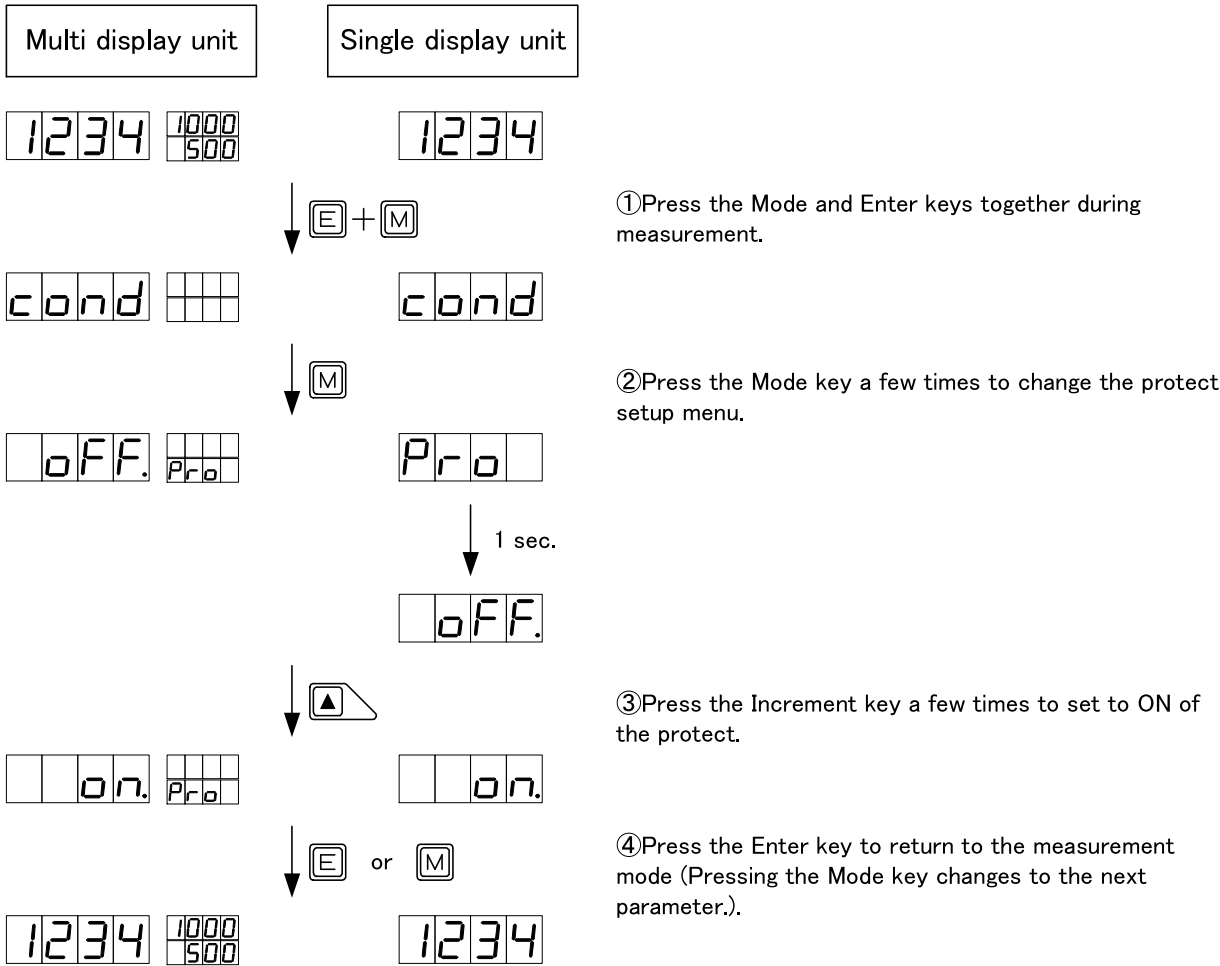 Multi display unit
Single display unit
1234 1000
500
1234
E + M
①Press the Mode and Enter keys together during
measurement.
cond
cond
M
②Press the Mode key a few times to change the protect
setup menu.
oFF. Pro
Pro
1 sec.
oFF.
▲
③Press the Increment key a few times to set to ON of
the protect.
on. Pro
on.
E or M
④Press the Enter key to return to the measurement
mode (Pressing the Mode key changes to the next
parameter.).
1234 1000
500
1234